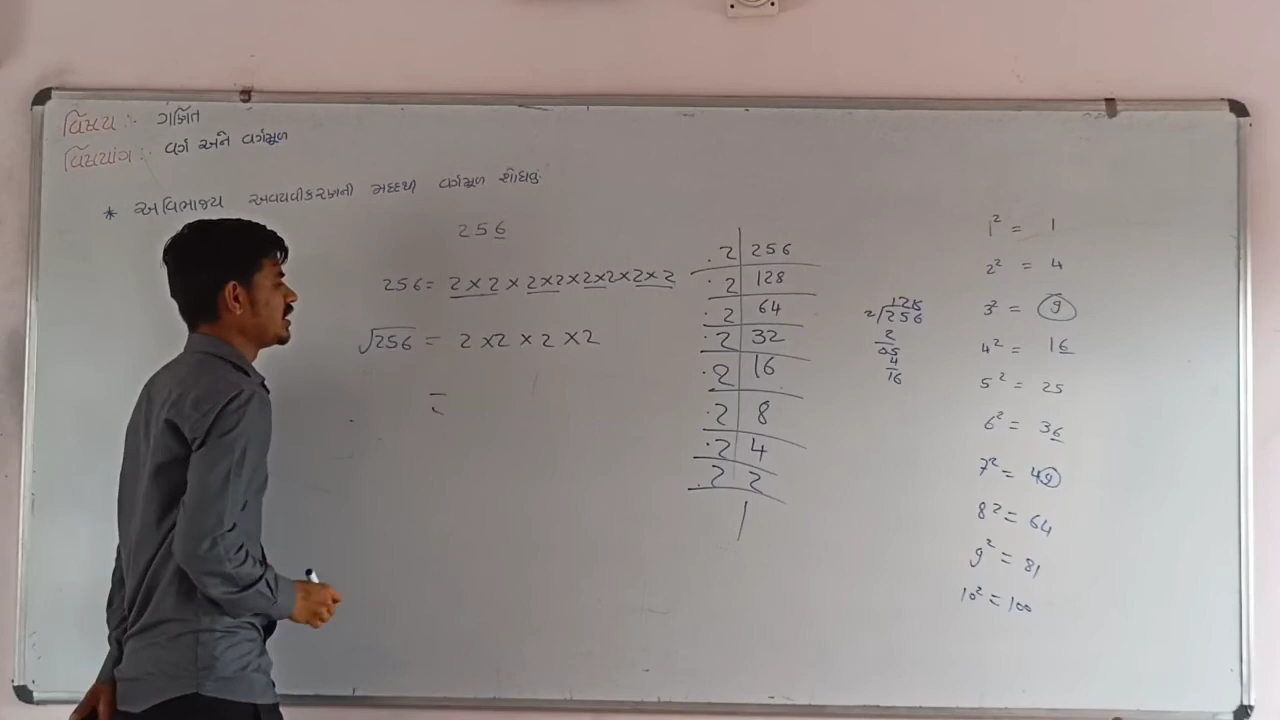 વિષય :- ગણિત
વિષયાંગ :- વર્ગ અને વર્ગમૂળ
* અવિભાજ્ય અવયવીકરણની મદદથી વર્ગમૂળ શોધવું.
256
256 = 2 × 2 × 2 × 2 × 2 × 2 × 2 × 2
√256 = 2 × 2 × 2 × 2
=
2 | 256
2 | 128
2 | 64
2 | 32
2 | 16
2 | 8
2 | 4
2 | 2
1
128
2 ) 256
2
05
4
16
1² = 1
2² = 4
3² = 9
4² = 16
5² = 25
6² = 36
7² = 49
8² = 64
9² = 81
10² = 100